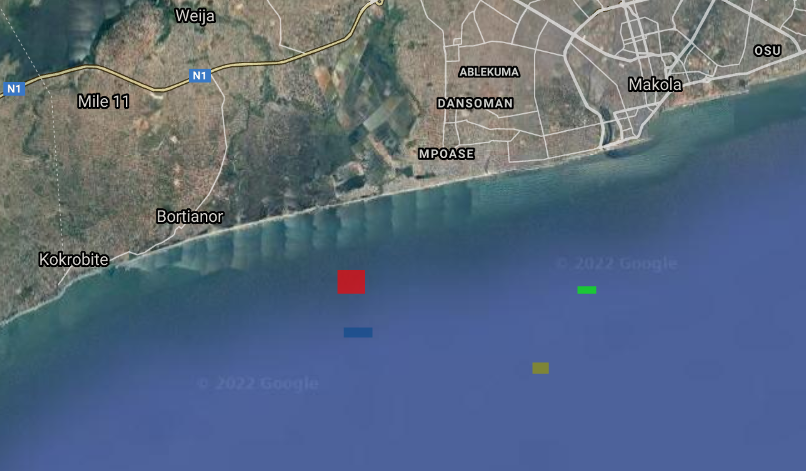 Weija
OSU
N1
ABLEKUMA
N1
Makola
Mile 11
DANSOMAN
MPOASE
Bortianor
Kokrobite
© 2022 Google
© 2022 Google